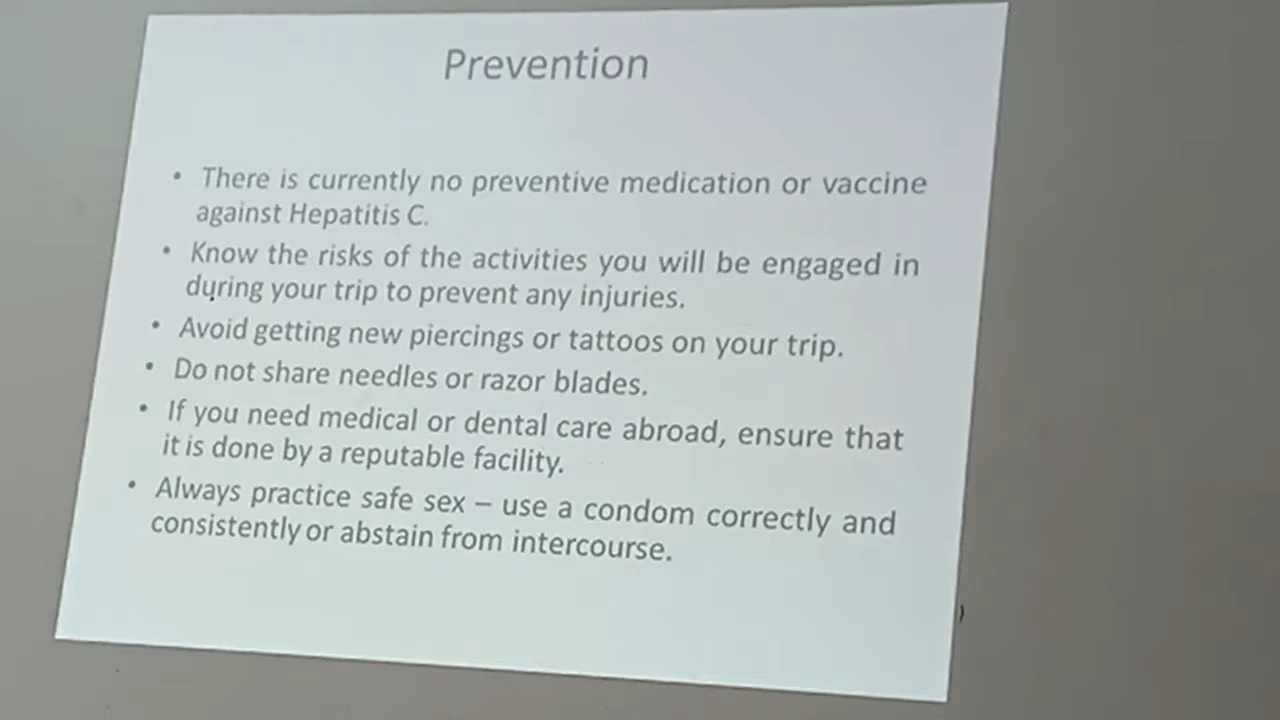 Prevention
• There is currently no preventive medication or vaccine
against Hepatitis C.
• Know the risks of the activities you will be engaged in
during your trip to prevent any injuries.
• Avoid getting new piercings or tattoos on your trip.
• Do not share needles or razor blades.
• If you need medical or dental care abroad, ensure that
it is done by a reputable facility.
• Always practice safe sex – use a condom correctly and
consistently or abstain from intercourse.